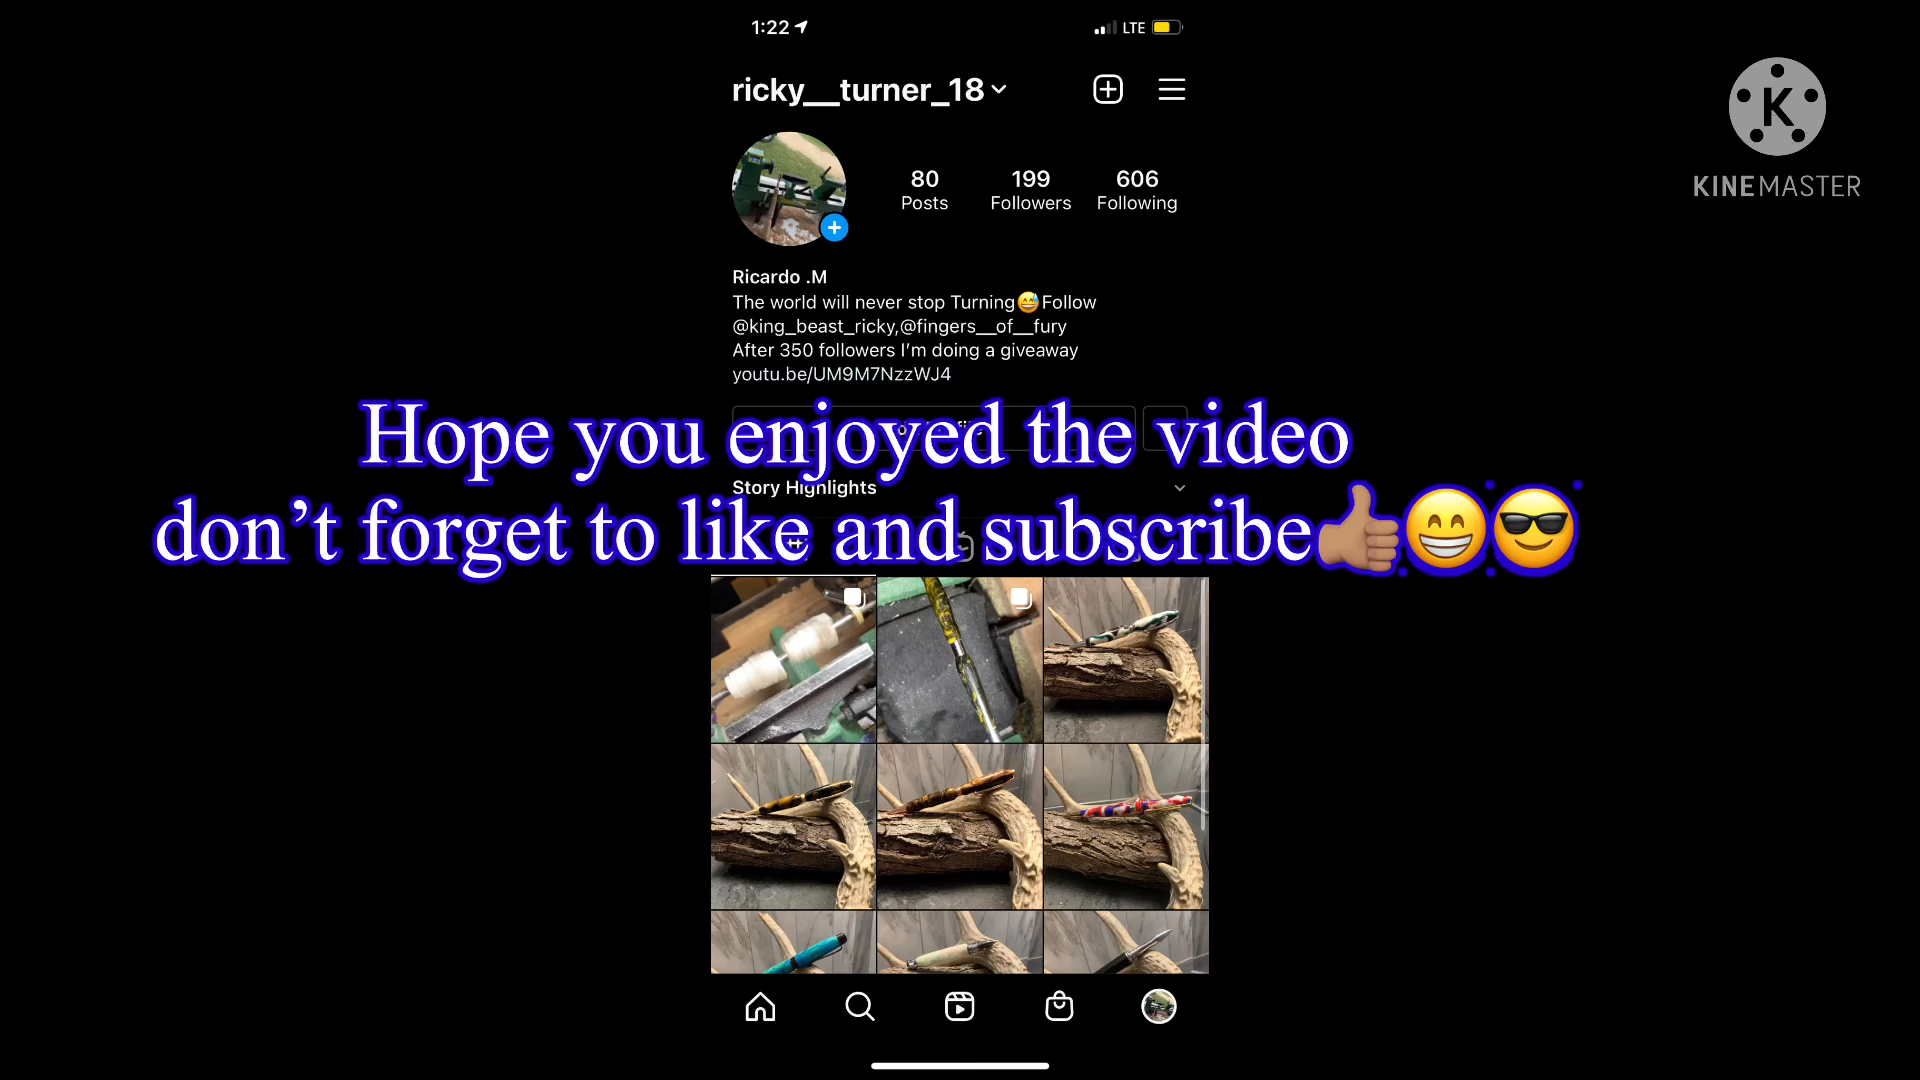 1:22
LTE
ricky__turner_18
K
KINEMASTER
80
Posts
199
Followers
606
Following
Ricardo .M
The world will never stop Turning😅Follow
@king_beast_ricky,@fingers__of__fury
After 350 followers I’m doing a giveaway
youtu.be/UM9M7NzzWJ4
Hope you enjoyed the video
Story Highlights
don’t forget to like and subscribe👍🏽😁😎